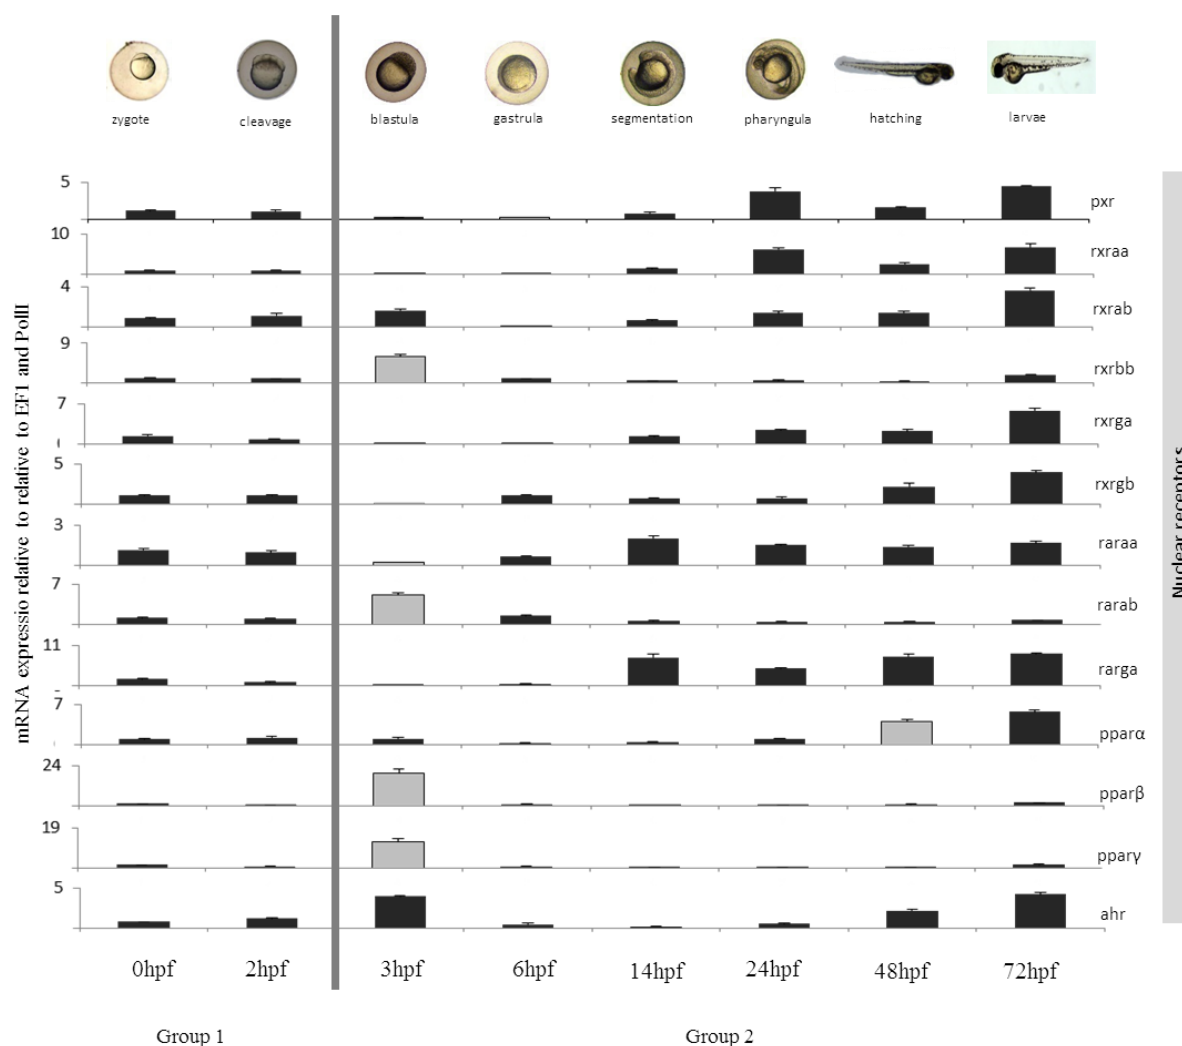 zygote cleavage blastula gastrula segmentation pharyngula hatching larvae
5 pxr
10 rxraa
4 rxrab
9 rxrbb
7 rxrga
5 rxrgb
3 raraa
7 rarab
11 rarga
7 pparα
24 pparβ
19 pparγ
5 ahr
mRNA expressio relative to relative to EF1 and PolII
Nuclear receptors
0hpf 2hpf 3hpf 6hpf 14hpf 24hpf 48hpf 72hpf
Group 1 Group 2